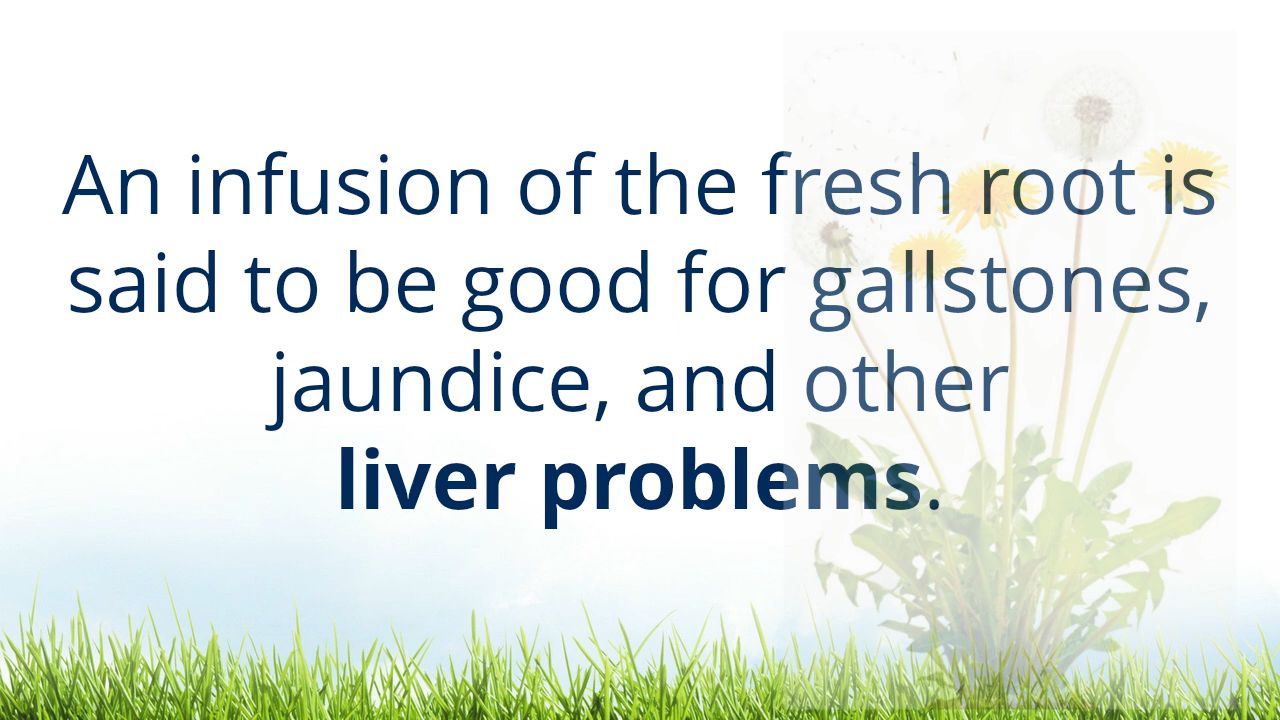 An infusion of the fresh root is
said to be good for gallstones,
jaundice, and other
liver problems.